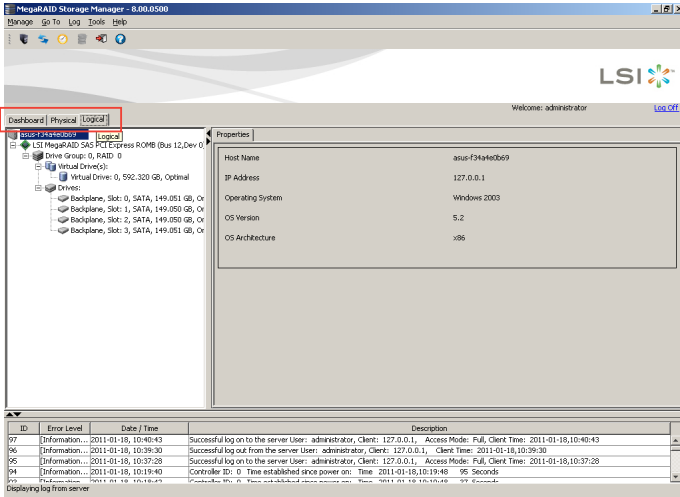 MegaRAID Storage Manager - 8.00.0500
Manage Go To Log Tools Help
LSI
Welcome: administrator
Log Off
Dashboard Physical Logical
asus-f34a4e0b69
Logical
LSI MegaRAID SAS PCI Express ROMB (Bus 12,Dev 0
Drive Group: 0, RAID 0
Virtual Drive(s):
Virtual Drive: 0, 592.320 GB, Optimal
Drives:
Backplane, Slot: 0, SATA, 149.051 GB, Or
Backplane, Slot: 1, SATA, 149.050 GB, Or
Backplane, Slot: 2, SATA, 149.050 GB, Or
Backplane, Slot: 3, SATA, 149.051 GB, Or
Properties
Host Name asus-f34a4e0b69
IP Address 127.0.0.1
Operating System Windows 2003
OS Version 5.2
OS Architecture x86
ID Error Level Date / Time Description
97 [Information... 2011-01-18, 10:40:43 Successful log on to the server User: administrator, Client: 127.0.0.1, Access Mode: Full, Client Time: 2011-01-18,10:40:43
96 [Information... 2011-01-18, 10:39:30 Successful log out from the server User: administrator, Client: 127.0.0.1, Client Time: 2011-01-18,10:39:30
95 [Information... 2011-01-18, 10:37:28 Successful log on to the server User: administrator, Client: 127.0.0.1, Access Mode: Full, Client Time: 2011-01-18,10:37:28
94 [Information... 2011-01-18, 10:19:40 Controller ID: 0 Time established since power on: Time 2011-01-18,10:19:48 95 Seconds
Displaying log from server